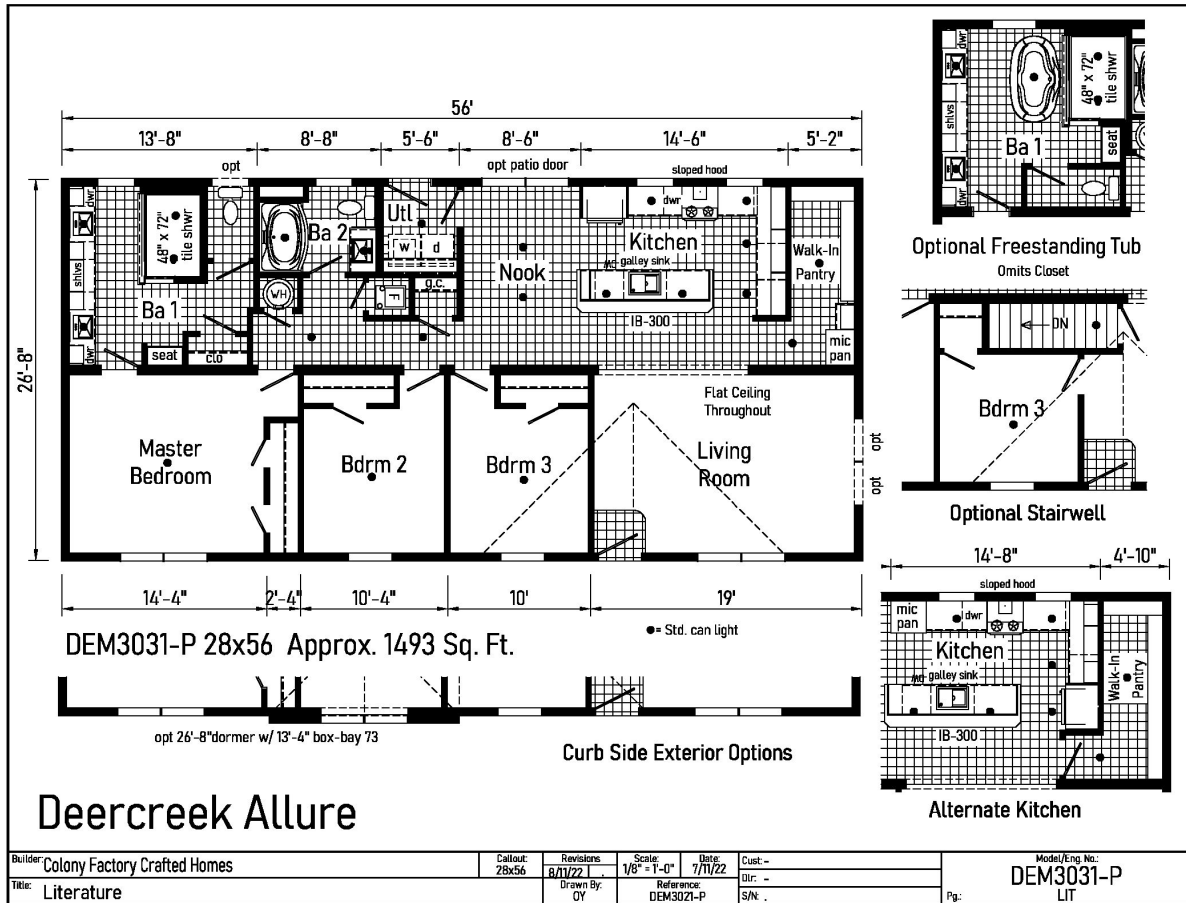 56'
13'-8"
8'-8"
5'-6"
8'-6"
14'-6"
5'-2"
opt
opt patio door
sloped hood
26'-8"
dwr
shlvs
dwr
48" x 72"
tile shwr
Ba 1
seat
clo
Ba 2
WH
Utl
w
d
F
g.c.
Nook
dwr
Kitchen
MO
galley sink
IB-300
Walk-In
Pantry
mic
pan
Master
Bedroom
Bdrm 2
Bdrm 3
Flat Ceiling
Throughout
Living
Room
opt
opt
14'-4"
2'-4"
10'-4"
10'
19'
DEM3031-P 28x56 Approx. 1493 Sq. Ft.
●= Std. can light
opt 26'-8"dormer w/ 13'-4" box-bay 73
Curb Side Exterior Options
dwr
shlvs
dwr
48" x 72"
tile shwr
Ba 1
seat
Optional Freestanding Tub
Omits Closet
DN
Bdrm 3
Optional Stairwell
14'-8"
4'-10"
sloped hood
mic
pan
dwr
Kitchen
MO
galley sink
IB-300
Walk-In
Pantry
Alternate Kitchen
Deercreek Allure
Builder: Colony Factory Crafted Homes
Title: Literature
Callout:
28x56
Revisions
8/11/22 .
Scale:
1/8" = 1'-0"
Date:
7/11/22
Drawn By:
OY
Reference:
DEM3021-P
Cust: -
Dlr: -
S/N: .
Model/Eng. No.:
DEM3031-P
Pg.: LIT